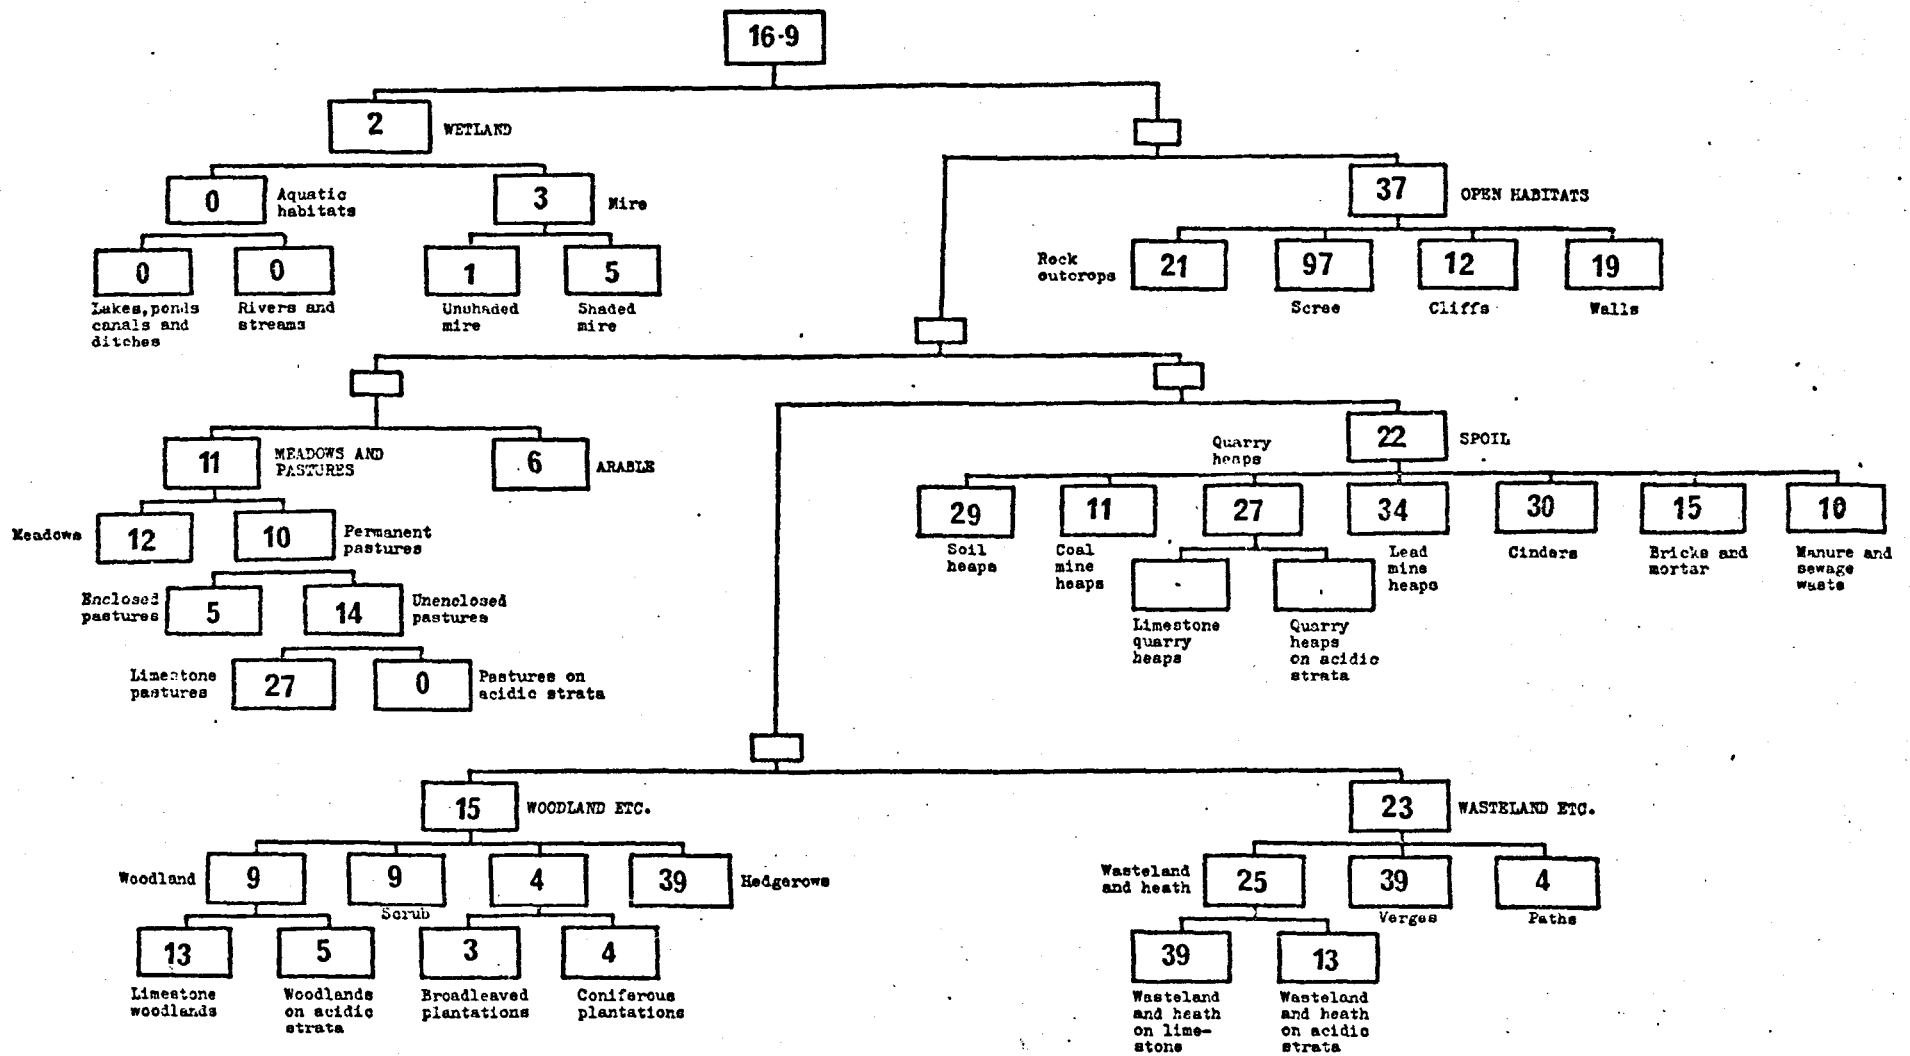 16·9
2
WETLAND
0
Aquatic
habitats
3
Mire
0
Lakes, ponds
canals and
ditches
0
Rivers and
streams
1
Unshaded
mire
5
Shaded
mire
37
OPEN HABITATS
Rock
outcrops
21
97
Scree
12
Cliffs
19
Walls
11
MEADOWS AND
PASTURES
6
ARABLE
Meadows
12
10
Permanent
pastures
Enclosed
pastures
5
14
Unenclosed
pastures
Limestone
pastures
27
0
Pastures on
acidic strata
22
SPOIL
29
Soil
heaps
11
Coal
mine
heaps
Quarry
heaps
27
34
Lead
mine
heaps
30
Cinders
15
Bricks and
mortar
10
Manure and
sewage
waste
Limestone
quarry
heaps
Quarry
heaps
on acidic
strata
15
WOODLAND ETC.
Woodland
9
9
Scrub
4
39
Hedgerows
13
Limestone
woodlands
5
Woodlands
on acidic
strata
3
Broadleaved
plantations
4
Coniferous
plantations
23
WASTELAND ETC.
Wasteland
and heath
25
39
Verges
4
Paths
39
Wasteland
and heath
on lime-
stone
13
Wasteland
and heath
on acidic
strata